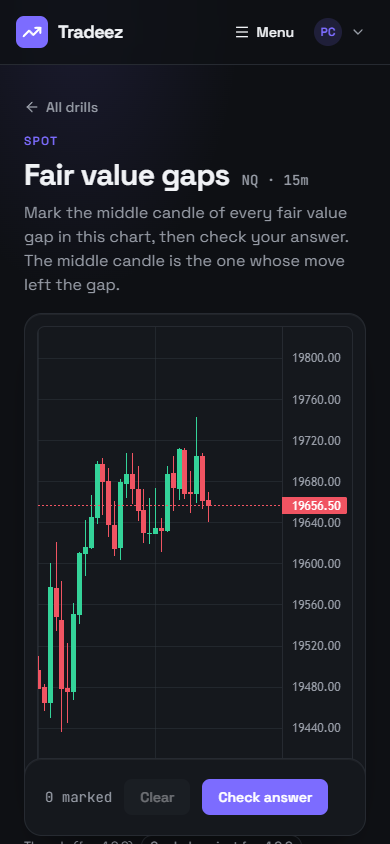 Tradeez
Menu
PC
All drills
SPOT
Fair value gaps NQ · 15m
Mark the middle candle of every fair value
gap in this chart, then check your answer.
The middle candle is the one whose move
left the gap.
19800.00
19760.00
19720.00
19680.00
19656.50
19640.00
19600.00
19560.00
19520.00
19480.00
19440.00
0 marked
Clear
Check answer